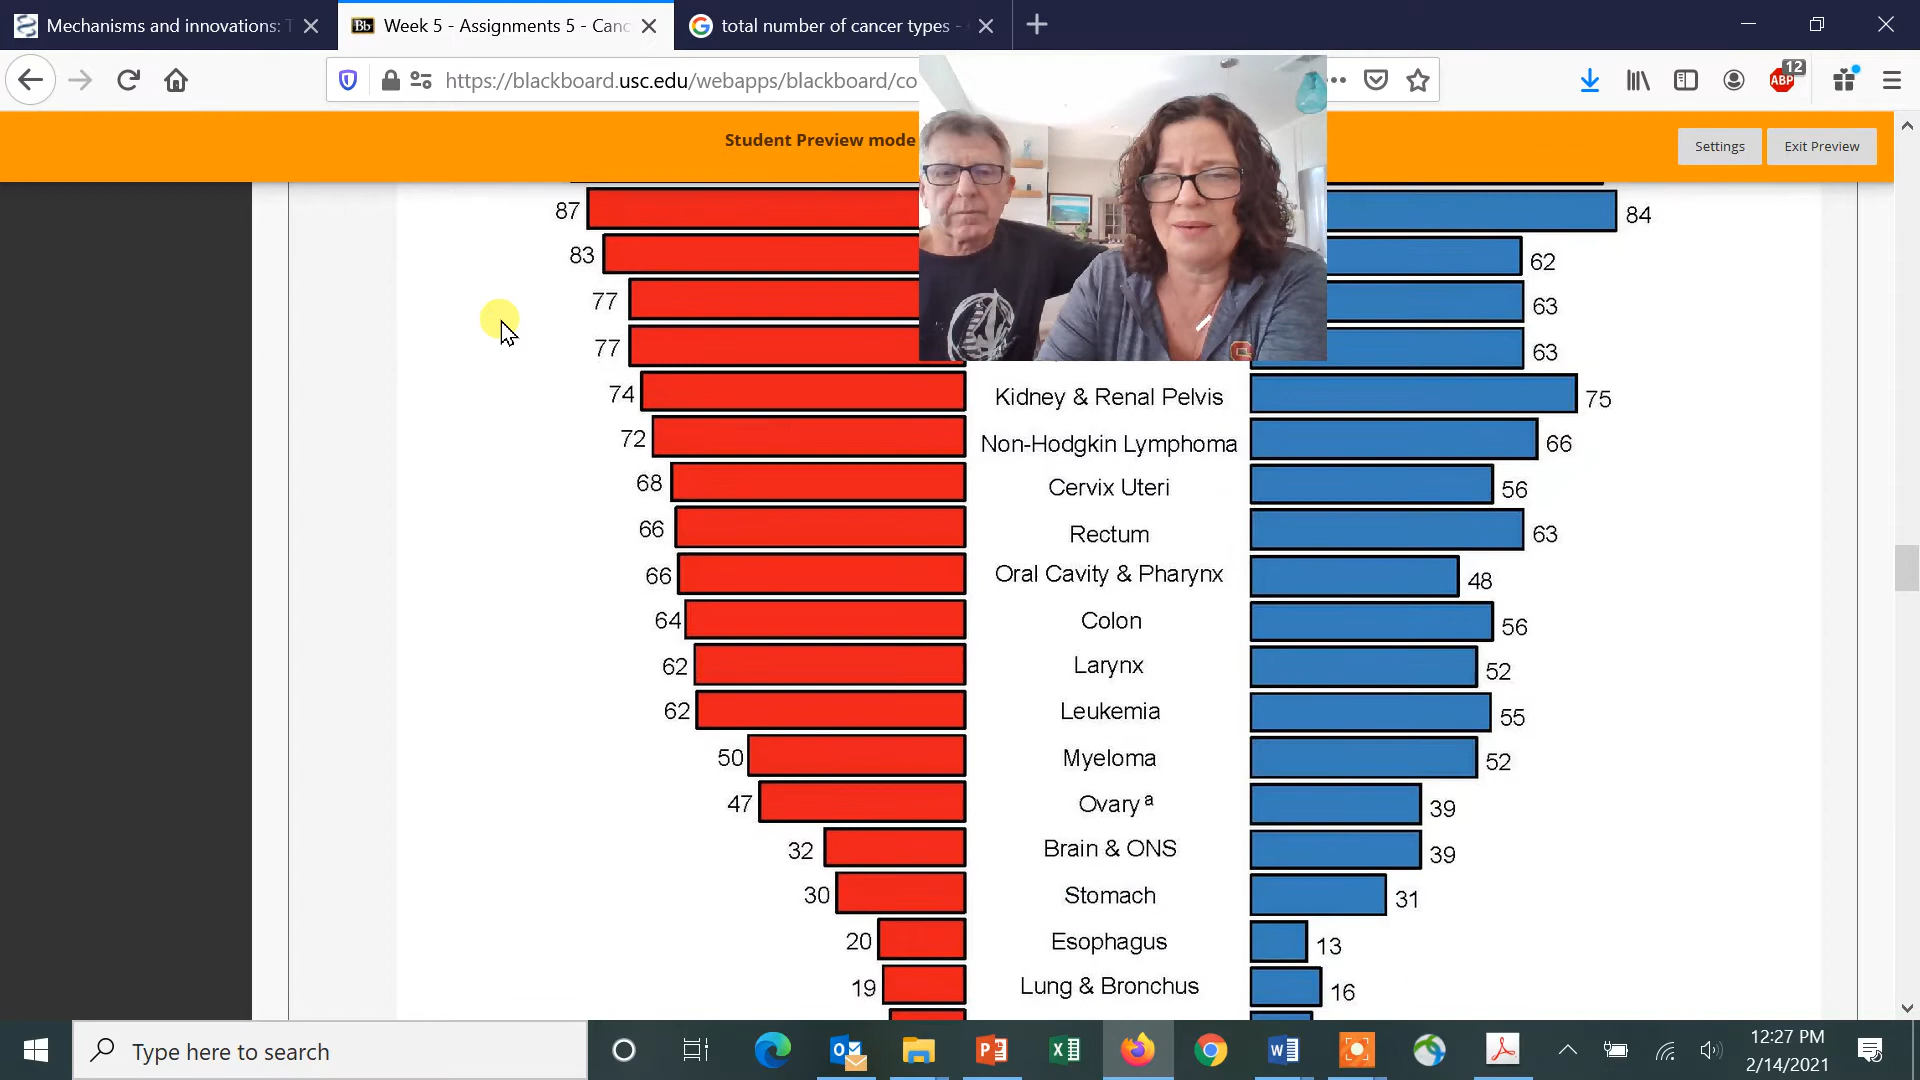 Mechanisms and innovations: T
Bb Week 5 - Assignments 5 - Canc
total number of cancer types -
https://blackboard.usc.edu/webapps/blackboard/co
ABP 12
Student Preview mode
Settings Exit Preview
87 84
83 62
77 63
77 63
74 Kidney & Renal Pelvis 75
72 Non-Hodgkin Lymphoma 66
68 Cervix Uteri 56
66 Rectum 63
66 Oral Cavity & Pharynx 48
64 Colon 56
62 Larynx 52
62 Leukemia 55
50 Myeloma 52
47 Ovary a 39
32 Brain & ONS 39
30 Stomach 31
20 Esophagus 13
19 Lung & Bronchus 16
Type here to search
12:27 PM
2/14/2021